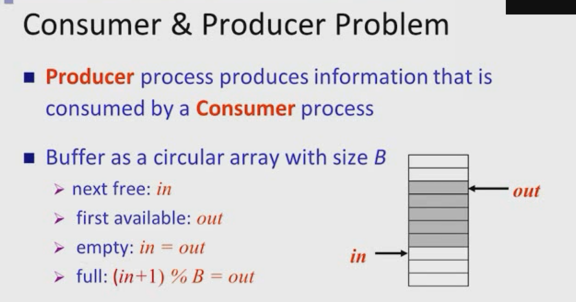 Consumer & Producer Problem
Producer process produces information that is
consumed by a Consumer process
Buffer as a circular array with size B
next free: in
first available: out
empty: in = out
full: (in+1) % B = out
out
in